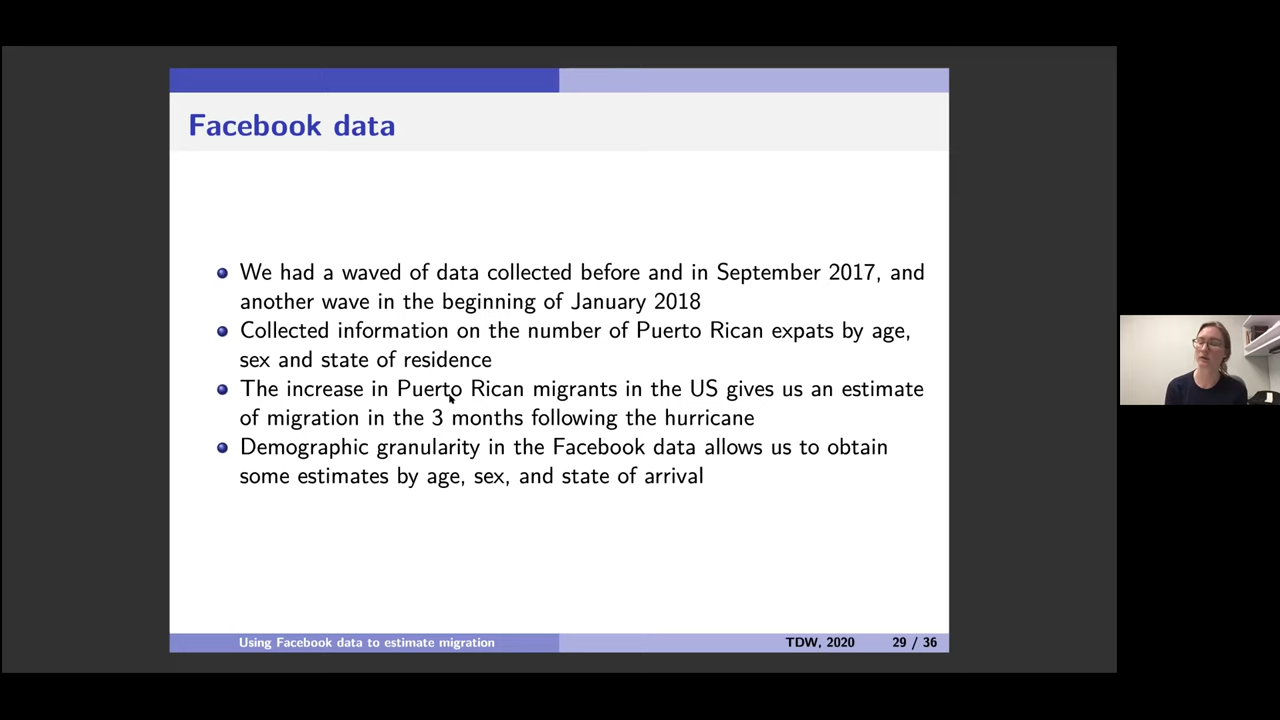 Facebook data
We had a waved of data collected before and in September 2017, and
another wave in the beginning of January 2018
Collected information on the number of Puerto Rican expats by age,
sex and state of residence
The increase in Puerto Rican migrants in the US gives us an estimate
of migration in the 3 months following the hurricane
Demographic granularity in the Facebook data allows us to obtain
some estimates by age, sex, and state of arrival
Using Facebook data to estimate migration TDW, 2020 29 / 36